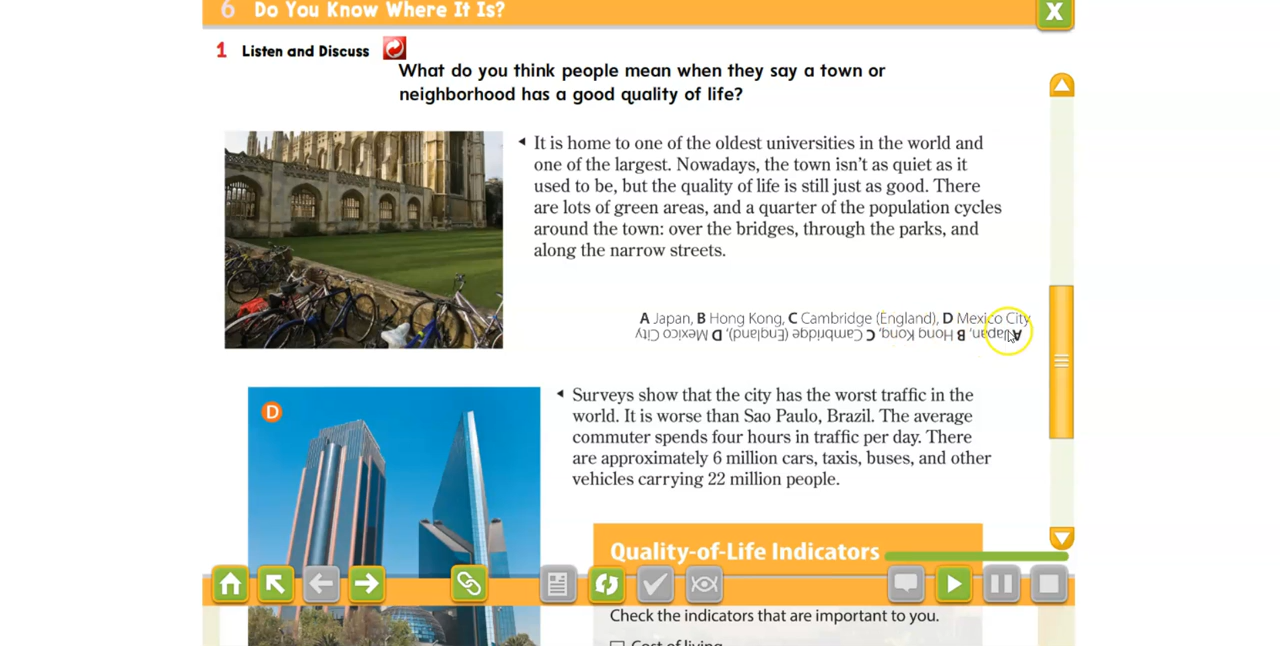 6 Do You Know Where It Is?
X
1 Listen and Discuss
What do you think people mean when they say a town or
neighborhood has a good quality of life?
It is home to one of the oldest universities in the world and
one of the largest. Nowadays, the town isn't as quiet as it
used to be, but the quality of life is still just as good. There
are lots of green areas, and a quarter of the population cycles
around the town: over the bridges, through the parks, and
along the narrow streets.
A Japan, B Hong Kong, C Cambridge (England), D Mexico City
A Japan, B Hong Kong, C Cambridge (England), D Mexico City
D
Surveys show that the city has the worst traffic in the
world. It is worse than Sao Paulo, Brazil. The average
commuter spends four hours in traffic per day. There
are approximately 6 million cars, taxis, buses, and other
vehicles carrying 22 million people.
Quality-of-Life Indicators
Check the indicators that are important to you.
Cost of living